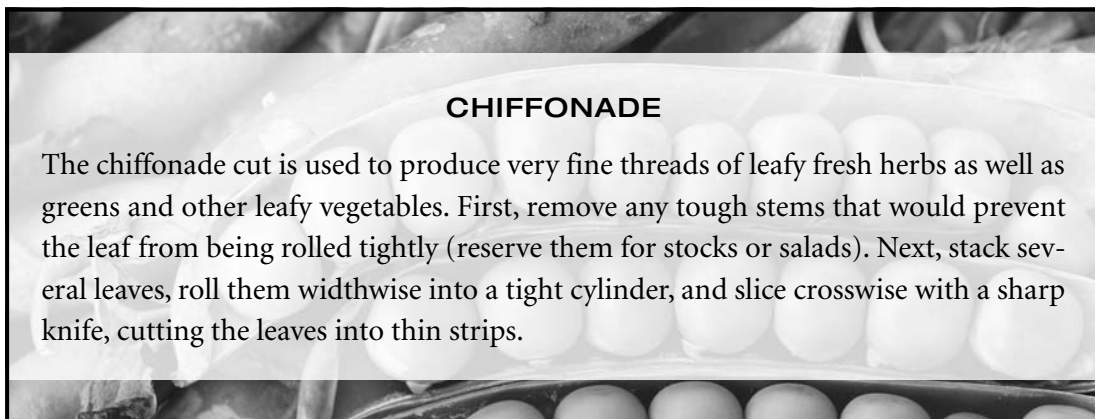 CHIFFONADE
The chiffonade cut is used to produce very fine threads of leafy fresh herbs as well as
greens and other leafy vegetables. First, remove any tough stems that would prevent
the leaf from being rolled tightly (reserve them for stocks or salads). Next, stack sev-
eral leaves, roll them widthwise into a tight cylinder, and slice crosswise with a sharp
knife, cutting the leaves into thin strips.